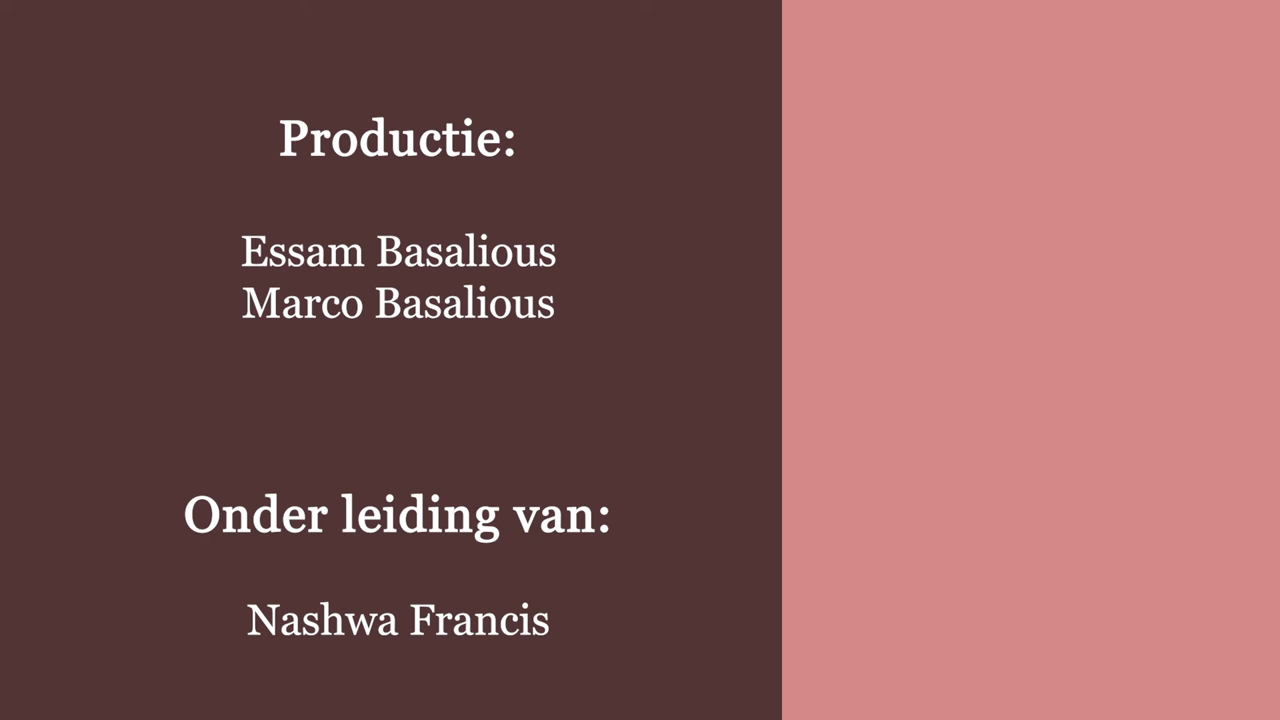 Productie:
Essam Basalious
Marco Basalious
Onder leiding van:
Nashwa Francis